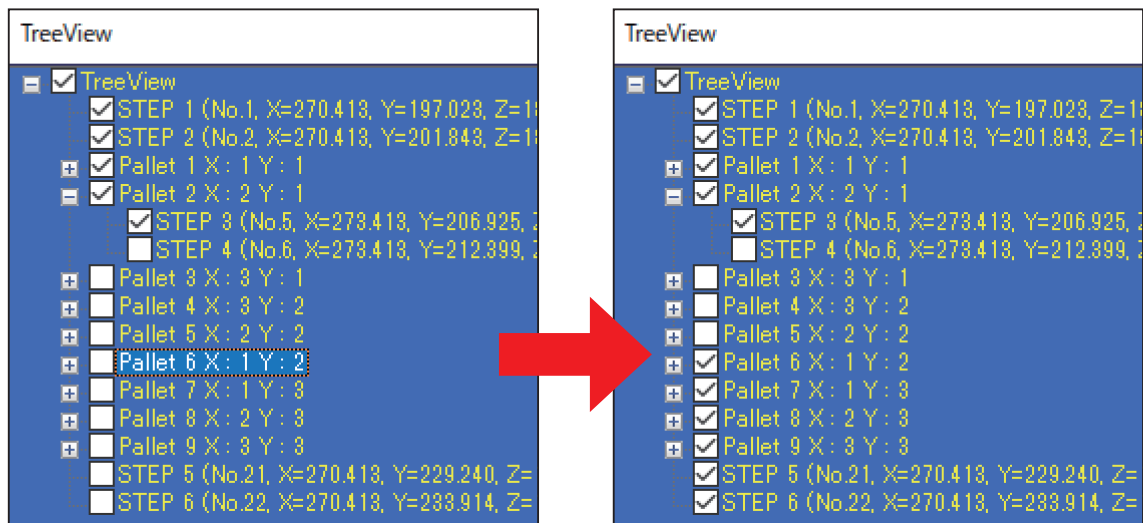 TreeView
TreeView
STEP 1 (No.1, X=270.413, Y=197.023, Z=1
STEP 2 (No.2, X=270.413, Y=201.843, Z=1
Pallet 1 X : 1 Y : 1
Pallet 2 X : 2 Y : 1
STEP 3 (No.5, X=273.413, Y=206.925,
STEP 4 (No.6, X=273.413, Y=212.399,
Pallet 3 X : 3 Y : 1
Pallet 4 X : 3 Y : 2
Pallet 5 X : 2 Y : 2
Pallet 6 X : 1 Y : 2
Pallet 7 X : 1 Y : 3
Pallet 8 X : 2 Y : 3
Pallet 9 X : 3 Y : 3
STEP 5 (No.21, X=270.413, Y=229.240, Z=
STEP 6 (No.22, X=270.413, Y=233.914, Z=
TreeView
TreeView
STEP 1 (No.1, X=270.413, Y=197.023, Z=1
STEP 2 (No.2, X=270.413, Y=201.843, Z=1
Pallet 1 X : 1 Y : 1
Pallet 2 X : 2 Y : 1
STEP 3 (No.5, X=273.413, Y=206.925,
STEP 4 (No.6, X=273.413, Y=212.399,
Pallet 3 X : 3 Y : 1
Pallet 4 X : 3 Y : 2
Pallet 5 X : 2 Y : 2
Pallet 6 X : 1 Y : 2
Pallet 7 X : 1 Y : 3
Pallet 8 X : 2 Y : 3
Pallet 9 X : 3 Y : 3
STEP 5 (No.21, X=270.413, Y=229.240, Z=
STEP 6 (No.22, X=270.413, Y=233.914, Z=